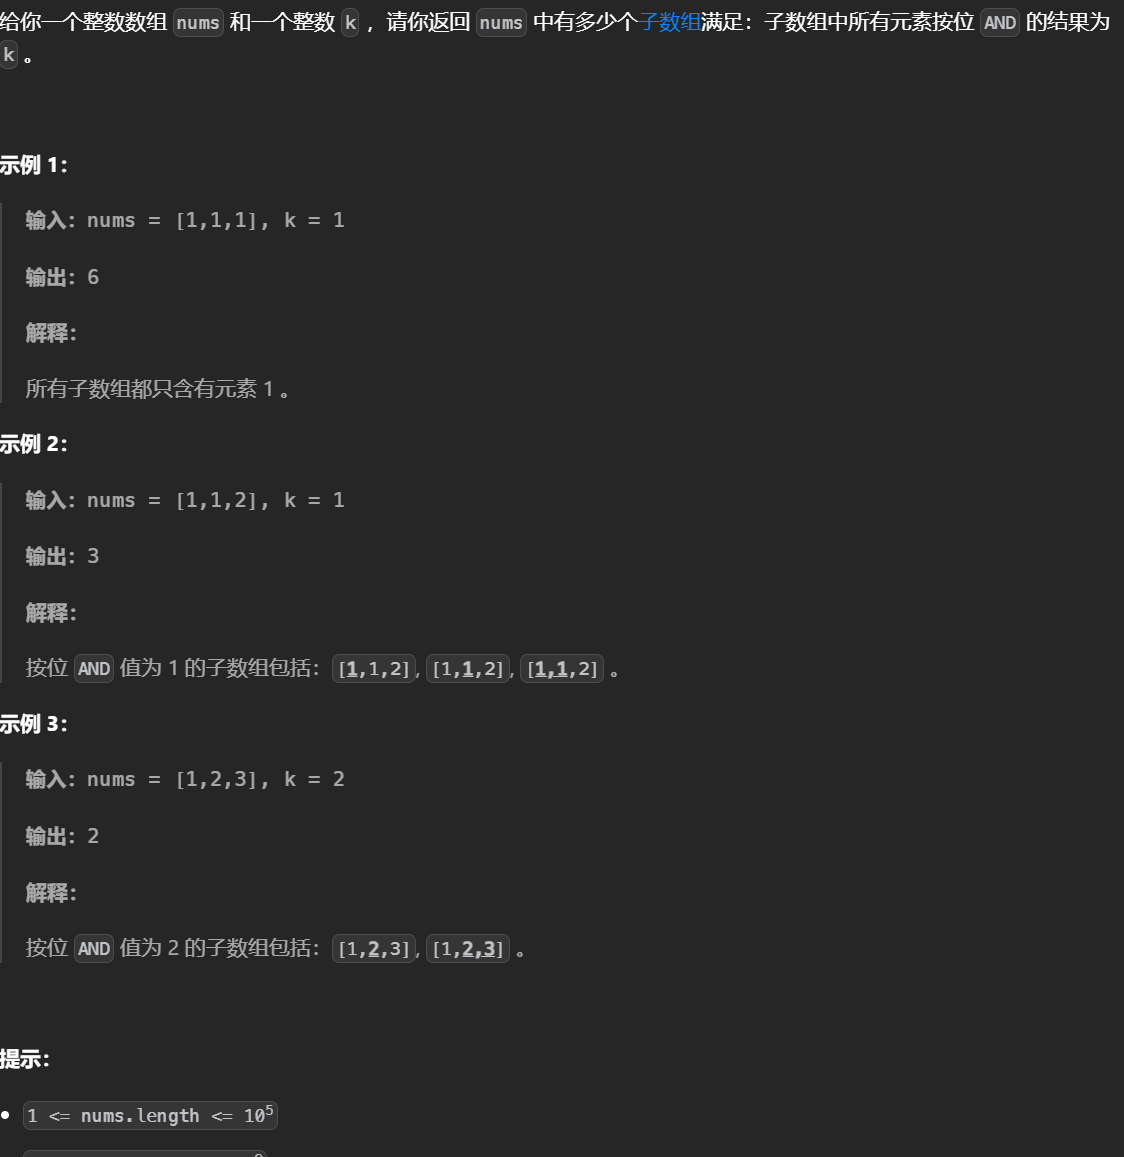 给你一个整数数组 nums 和一个整数 k ，请你返回 nums 中有多少个子数组满足：子数组中所有元素按位 AND 的结果为
k 。
示例 1：
输入：nums = [1,1,1], k = 1
输出：6
解释：
所有子数组都只含有元素 1 。
示例 2：
输入：nums = [1,1,2], k = 1
输出：3
解释：
按位 AND 值为 1 的子数组包括：[1,1,2], [1,1,2], [1,1,2] 。
示例 3：
输入：nums = [1,2,3], k = 2
输出：2
解释：
按位 AND 值为 2 的子数组包括：[1,2,3], [1,2,3] 。
提示：
• 1 <= nums.length <= 10⁵